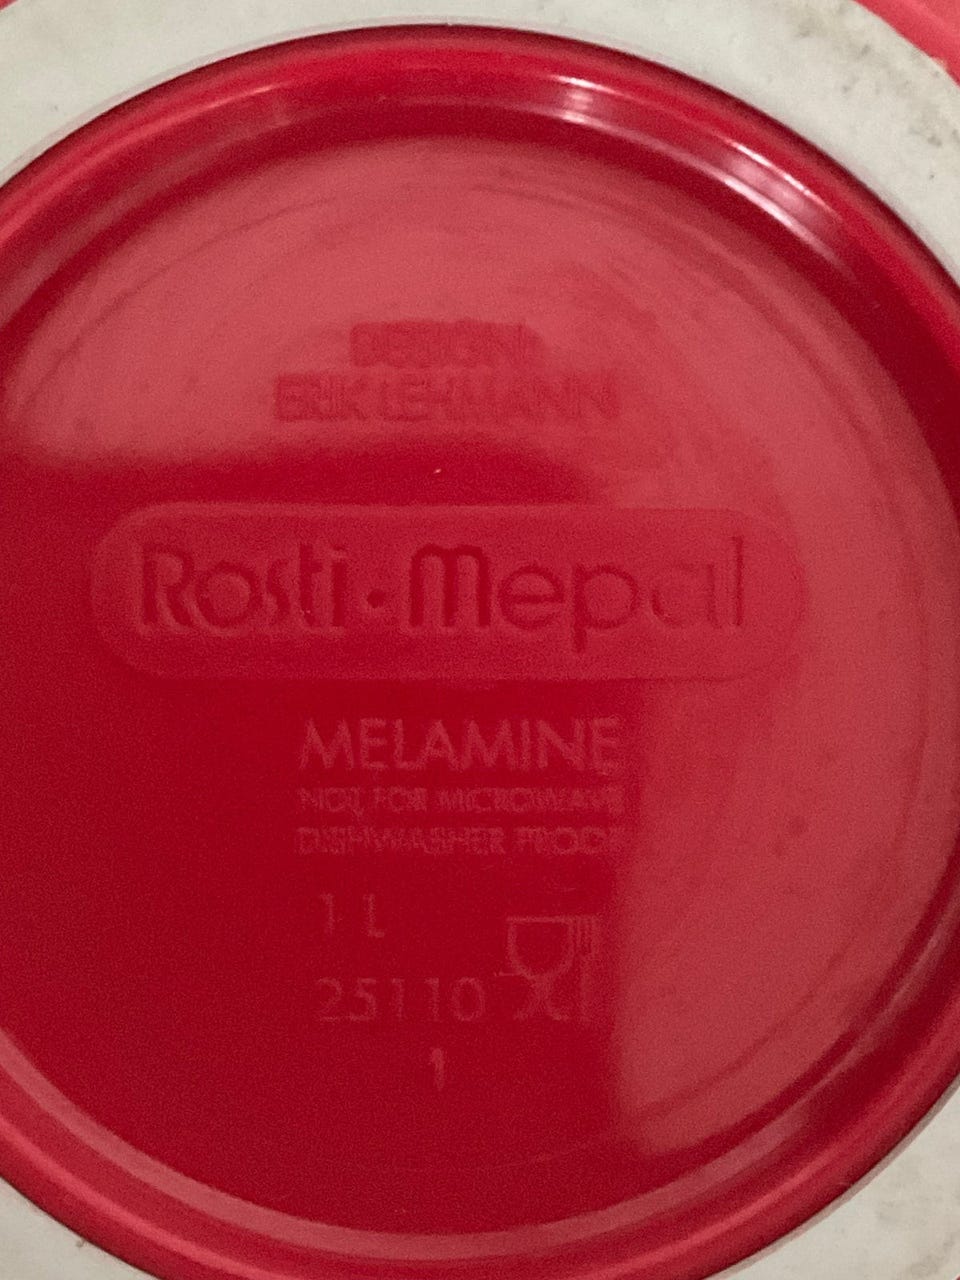 DESIGN:
ERIK LEHMANN
Rosti·Mepal
MELAMINE
NOT FOR MICROWAVE
DISHWASHER PROOF
1 L
25110
1